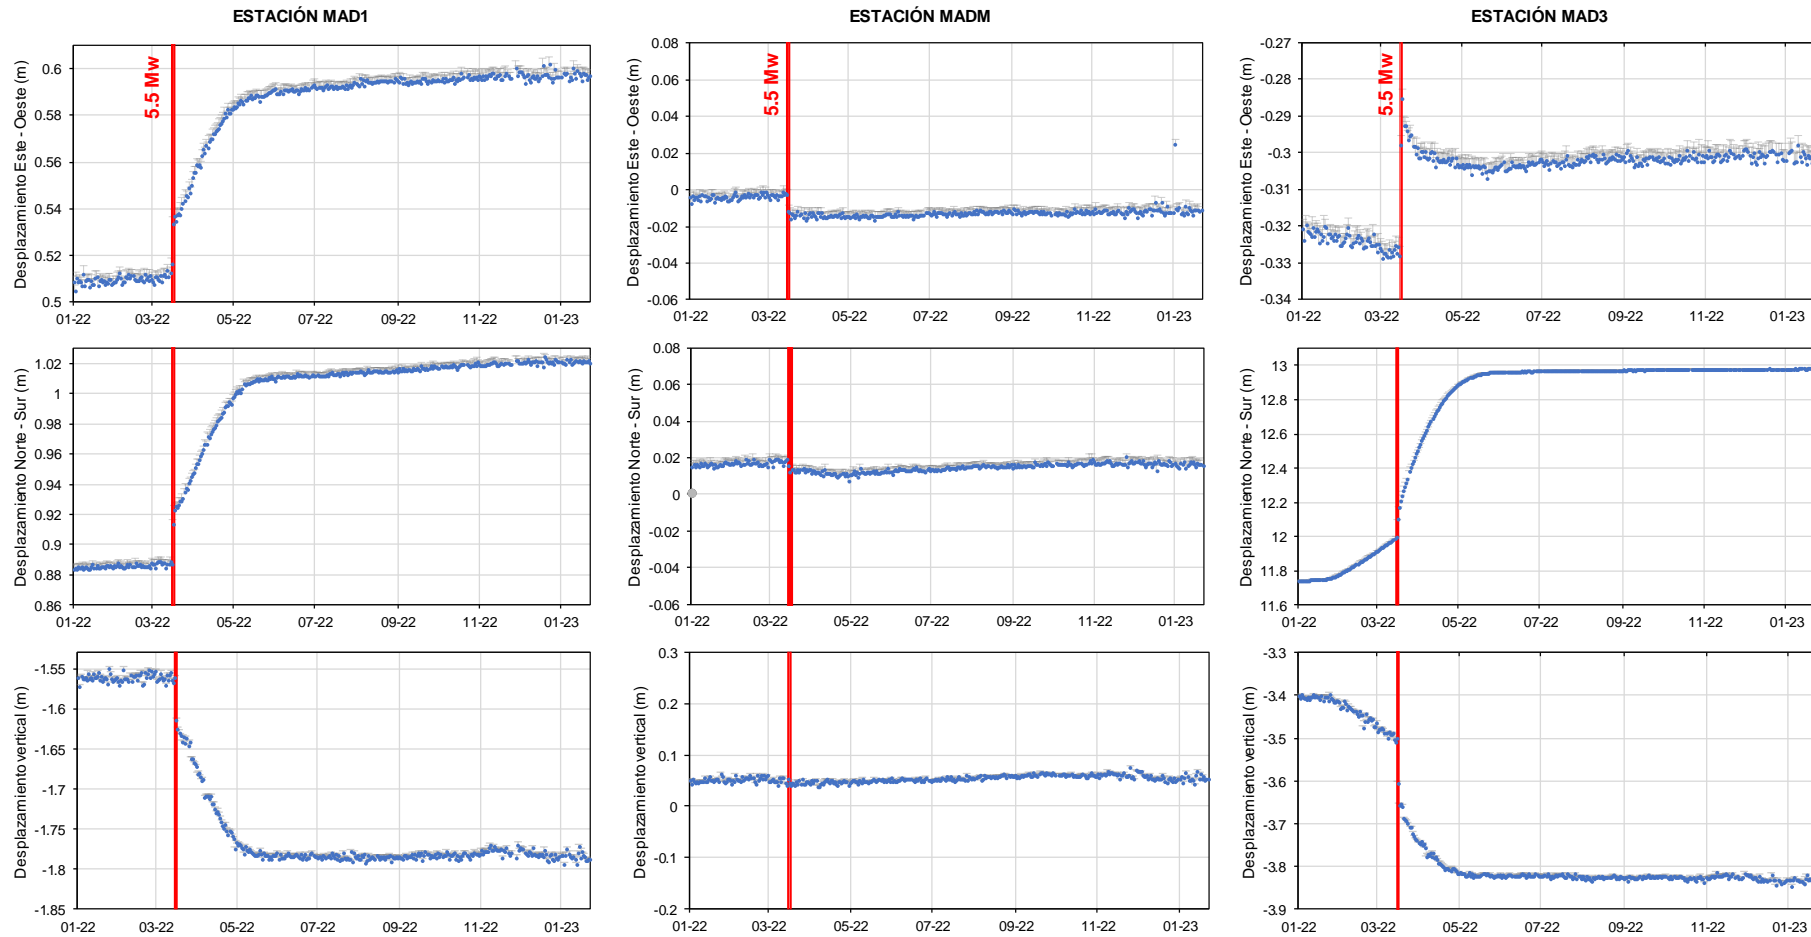 ESTACIÓN MAD1
Desplazamiento Este - Oeste (m)
0.6
0.58
0.56
0.54
0.52
0.5
5.5 Mw
01-22 03-22 05-22 07-22 09-22 11-22 01-23
ESTACIÓN MADM
Desplazamiento Este - Oeste (m)
0.08
0.06
0.04
0.02
0
-0.02
-0.04
-0.06
5.5 Mw
01-22 03-22 05-22 07-22 09-22 11-22 01-23
ESTACIÓN MAD3
Desplazamiento Este - Oeste (m)
-0.27
-0.28
-0.29
-0.3
-0.31
-0.32
-0.33
-0.34
5.5 Mw
01-22 03-22 05-22 07-22 09-22 11-22 01-23
Desplazamiento Norte - Sur (m)
1.02
1
0.98
0.96
0.94
0.92
0.9
0.88
0.86
01-22 03-22 05-22 07-22 09-22 11-22 01-23
Desplazamiento Norte - Sur (m)
0.08
0.06
0.04
0.02
0
-0.02
-0.04
-0.06
01-22 03-22 05-22 07-22 09-22 11-22 01-23
Desplazamiento Norte - Sur (m)
13
12.8
12.6
12.4
12.2
12
11.8
11.6
01-22 03-22 05-22 07-22 09-22 11-22 01-23
Desplazamiento vertical (m)
-1.55
-1.6
-1.65
-1.7
-1.75
-1.8
-1.85
01-22 03-22 05-22 07-22 09-22 11-22 01-23
Desplazamiento vertical (m)
0.3
0.2
0.1
0
-0.1
-0.2
01-22 03-22 05-22 07-22 09-22 11-22 01-23
Desplazamiento vertical (m)
-3.3
-3.4
-3.5
-3.6
-3.7
-3.8
-3.9
01-22 03-22 05-22 07-22 09-22 11-22 01-23